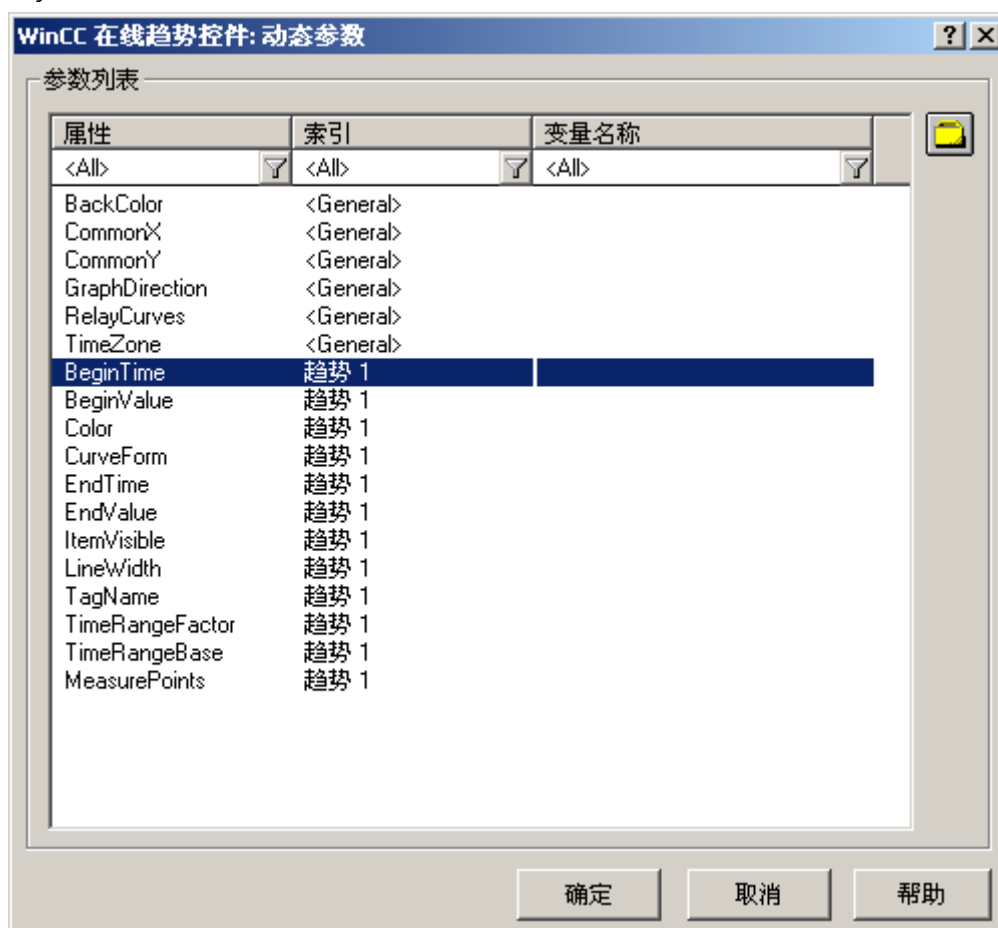 WinCC 在线趋势控件: 动态参数
参数列表
属性 索引 变量名称
<All> <All> <All>
BackColor <General>
CommonX <General>
CommonY <General>
GraphDirection <General>
RelayCurves <General>
TimeZone <General>
BeginTime 趋势 1
BeginValue 趋势 1
Color 趋势 1
CurveForm 趋势 1
EndTime 趋势 1
EndValue 趋势 1
ItemVisible 趋势 1
LineWidth 趋势 1
TagName 趋势 1
TimeRangeFactor 趋势 1
TimeRangeBase 趋势 1
MeasurePoints 趋势 1
确定 取消 帮助